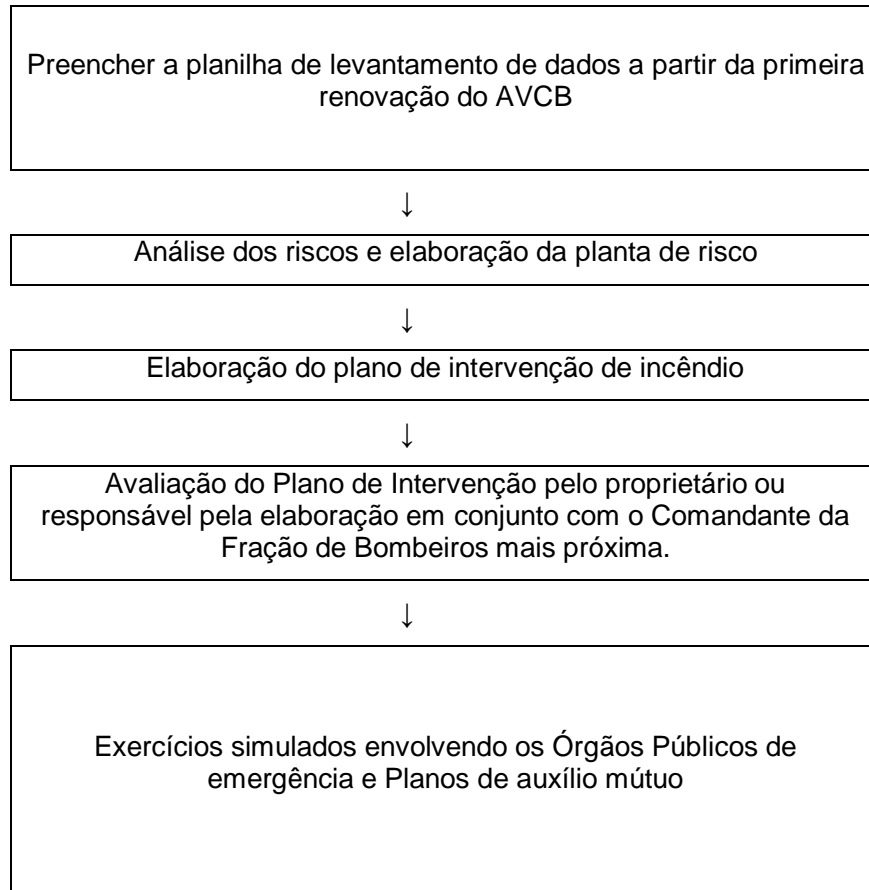 Preencher a planilha de levantamento de dados a partir da primeira
renovação do AVCB
↓
Análise dos riscos e elaboração da planta de risco
↓
Elaboração do plano de intervenção de incêndio
↓
Avaliação do Plano de Intervenção pelo proprietário ou
responsável pela elaboração em conjunto com o Comandante da
Fração de Bombeiros mais próxima.
↓
Exercícios simulados envolvendo os Órgãos Públicos de
emergência e Planos de auxílio mútuo